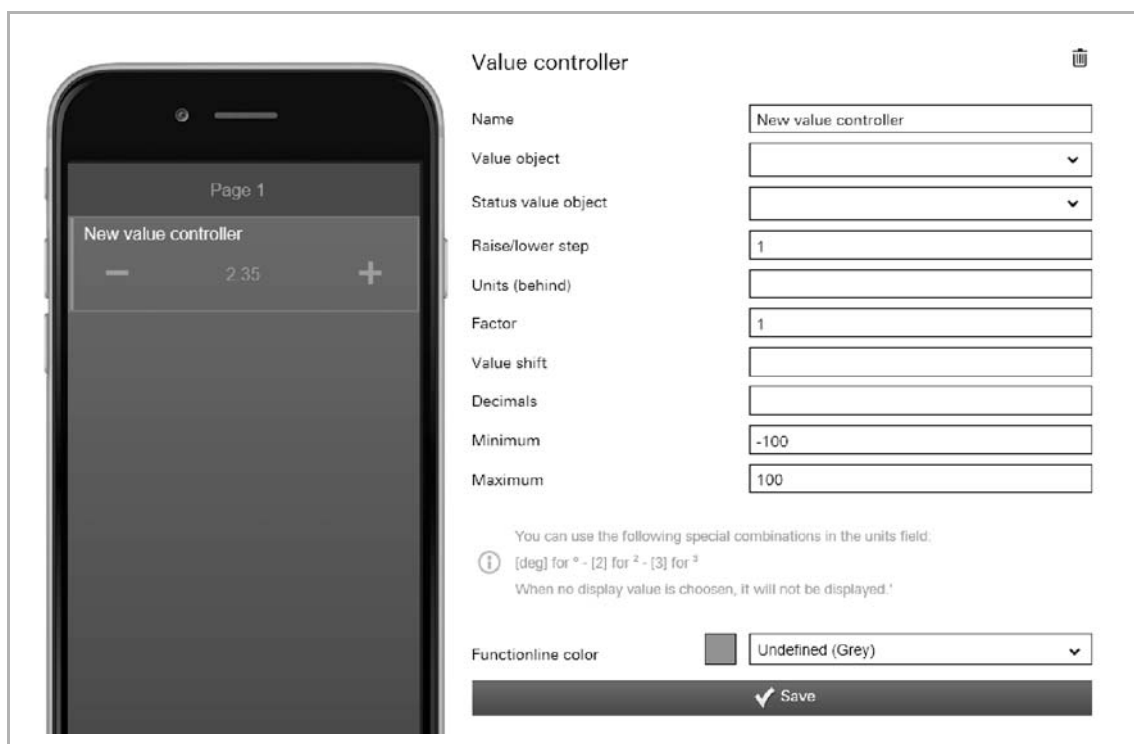 Value controller
Page 1
New value controller
2.35
Name
New value controller
Value object
Status value object
Raise/lower step
1
Units (behind)
Factor
1
Value shift
Decimals
Minimum
-100
Maximum
100
You can use the following special combinations in the units field:
[deg] for ° - [2] for ² - [3] for ³
When no display value is choosen, it will not be displayed.'
Functionline color
Undefined (Grey)
Save